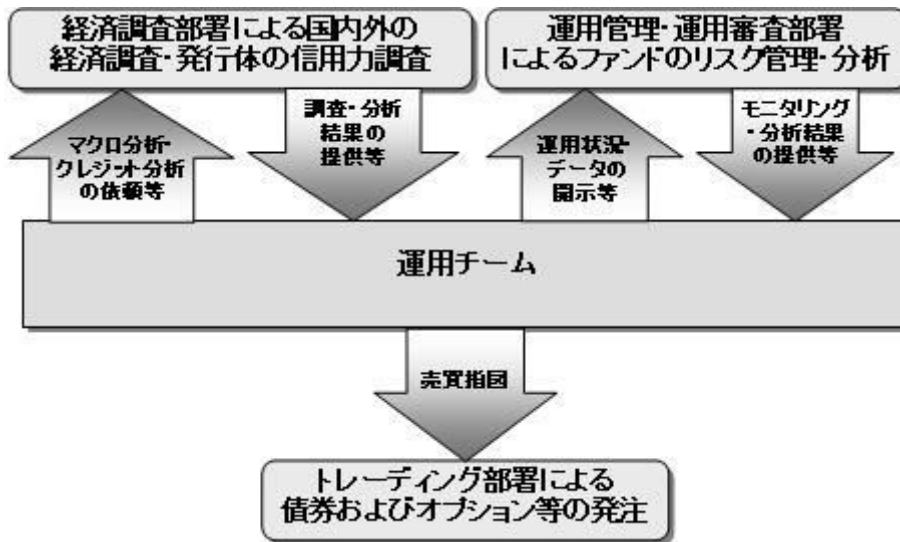 経済調査部署による国内外の
経済調査・発行体の信用力調査
運用管理・運用審査部署
によるファンドのリスク管理・分析
マクロ分析・
クレジット分析
の依頼等
調査・分析
結果の
提供等
運用状況・
データの
開示等
モニタリング
・分析結果
の提供等
運用チーム
売買指図
トレーディング部署による
債券およびオプション等の発注